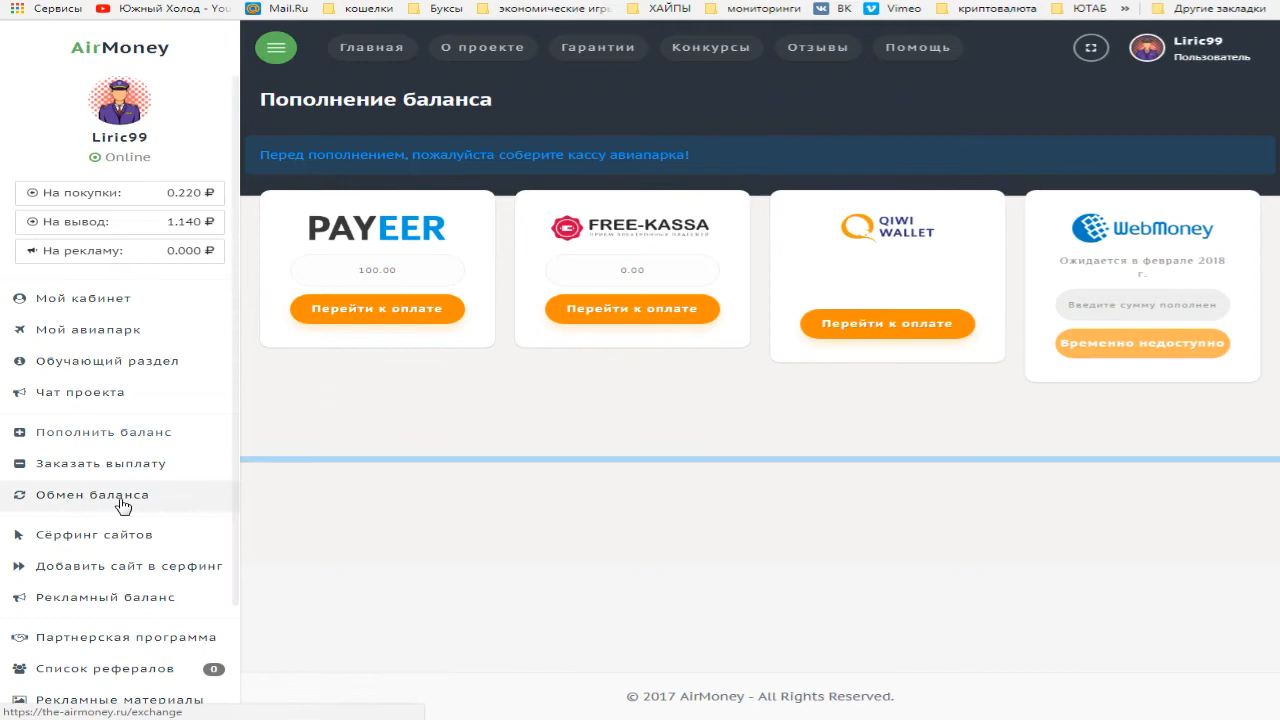 Сервисы
Южный Холод - You
Mail.Ru
кошелки
Буксы
экономические игры
ХАЙПЫ
мониторинги
ВК
Vimeo
криптовалюта
ЮТАБ
»
Другие закладки
AirMoney
Liric99
Online
На покупки: 0.220 ₽
На вывод: 1.140 ₽
На рекламу: 0.000 ₽
Мой кабинет
Мой авиапарк
Обучающий раздел
Чат проекта
Пополнить баланс
Заказать выплату
Обмен баланса
Сёрфинг сайтов
Добавить сайт в серфинг
Рекламный баланс
Партнерская программа
Список рефералов 0
Рекламные материалы
https://the-airmoney.ru/exchange
Главная
О проекте
Гарантии
Конкурсы
Отзывы
Помощь
Liric99
Пользователь
Пополнение баланса
Перед пополнением, пожалуйста соберите кассу авиапарка!
PAYEER
100.00
Перейти к оплате
FREE-KASSA
ПРИЕМ ЭЛЕКТРОННЫХ ПЛАТЕЖЕЙ
0.00
Перейти к оплате
QIWI
WALLET
Перейти к оплате
WebMoney
Ожидается в феврале 2018
г.
Введите сумму пополнен
Временно недоступно
© 2017 AirMoney - All Rights Reserved.